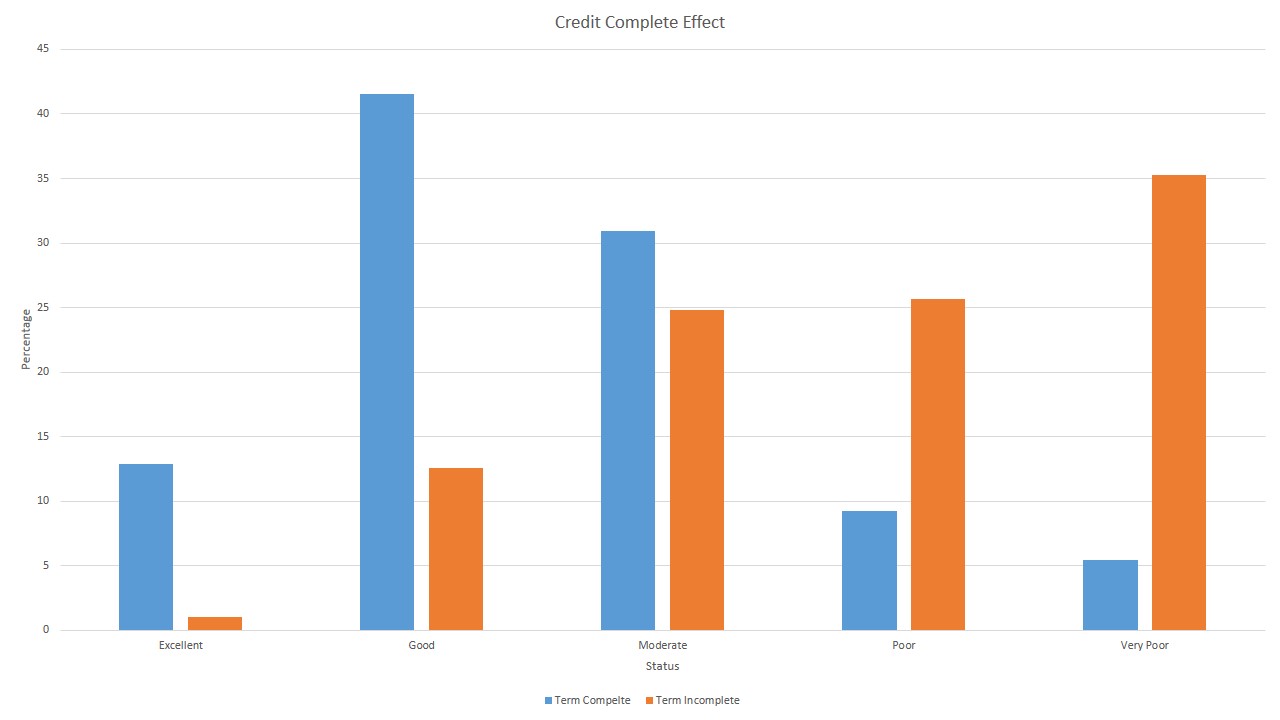 Credit Complete Effect
45
40
35
30
25
20
15
10
5
0
Percentage
Excellent Good Moderate Poor Very Poor
Status
Term Compelte Term Incomplete